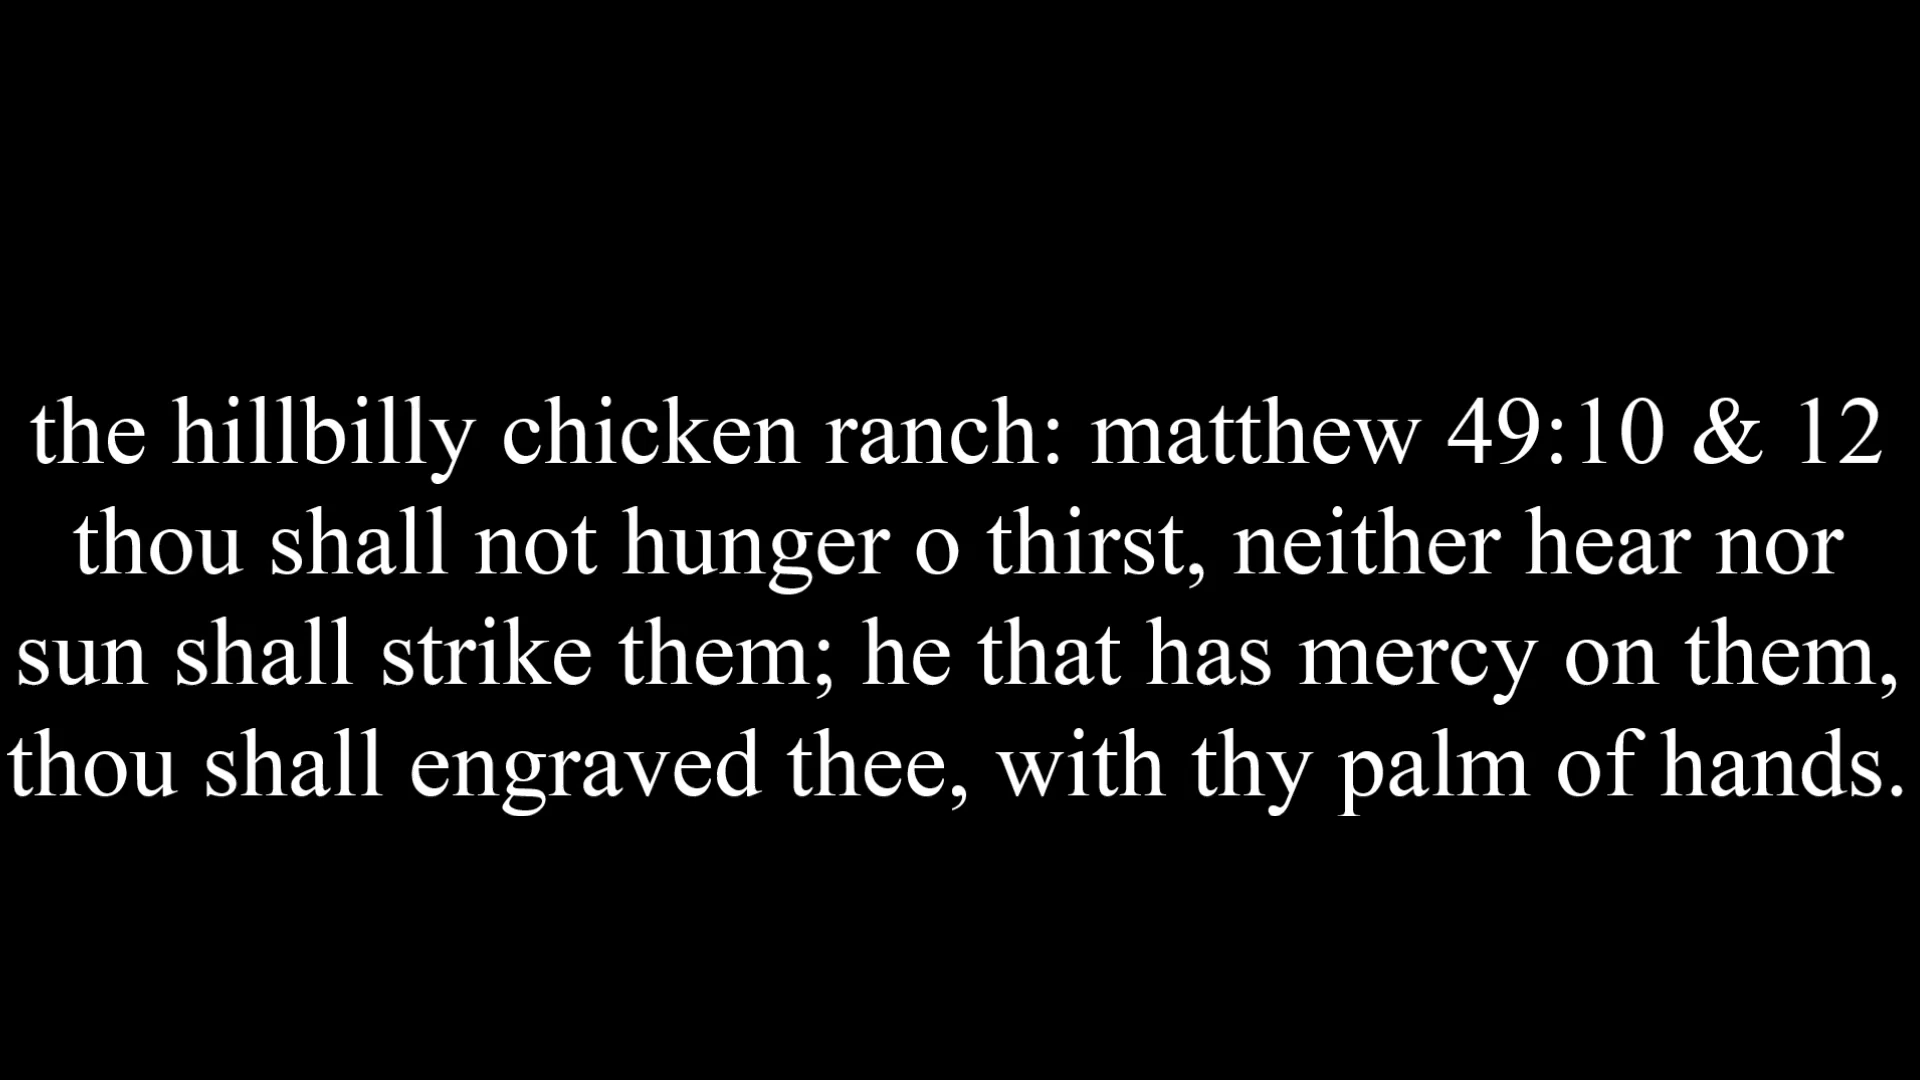 the hillbilly chicken ranch: matthew 49:10 & 12
thou shall not hunger o thirst, neither hear nor
sun shall strike them; he that has mercy on them,
thou shall engraved thee, with thy palm of hands.